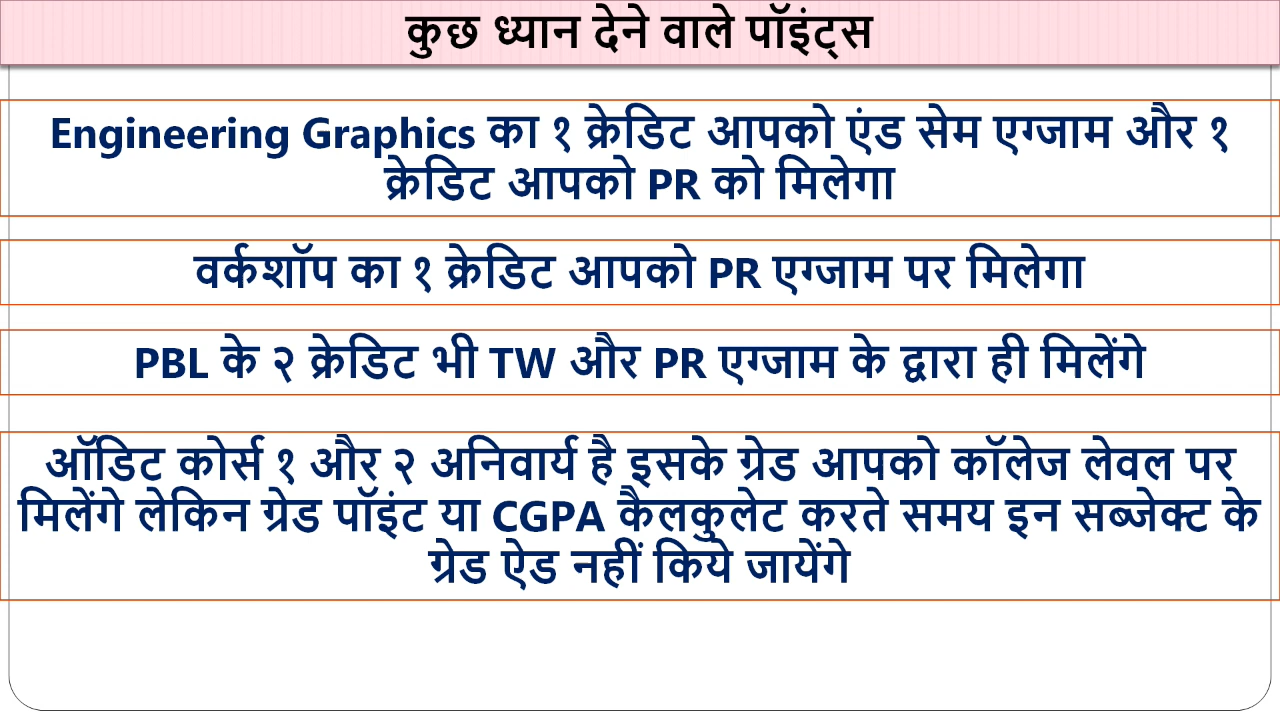 कुछ ध्यान देने वाले पॉइंट्स
Engineering Graphics का १ क्रेडिट आपको एंड सेम एग्जाम और १
क्रेडिट आपको PR को मिलेगा
वर्कशॉप का १ क्रेडिट आपको PR एग्जाम पर मिलेगा
PBL के २ क्रेडिट भी TW और PR एग्जाम के द्वारा ही मिलेंगे
ऑडिट कोर्स १ और २ अनिवार्य है इसके ग्रेड आपको कॉलेज लेवल पर
मिलेंगे लेकिन ग्रेड पॉइंट या CGPA कैलकुलेट करते समय इन सब्जेक्ट के
ग्रेड ऐड नहीं किये जायेंगे